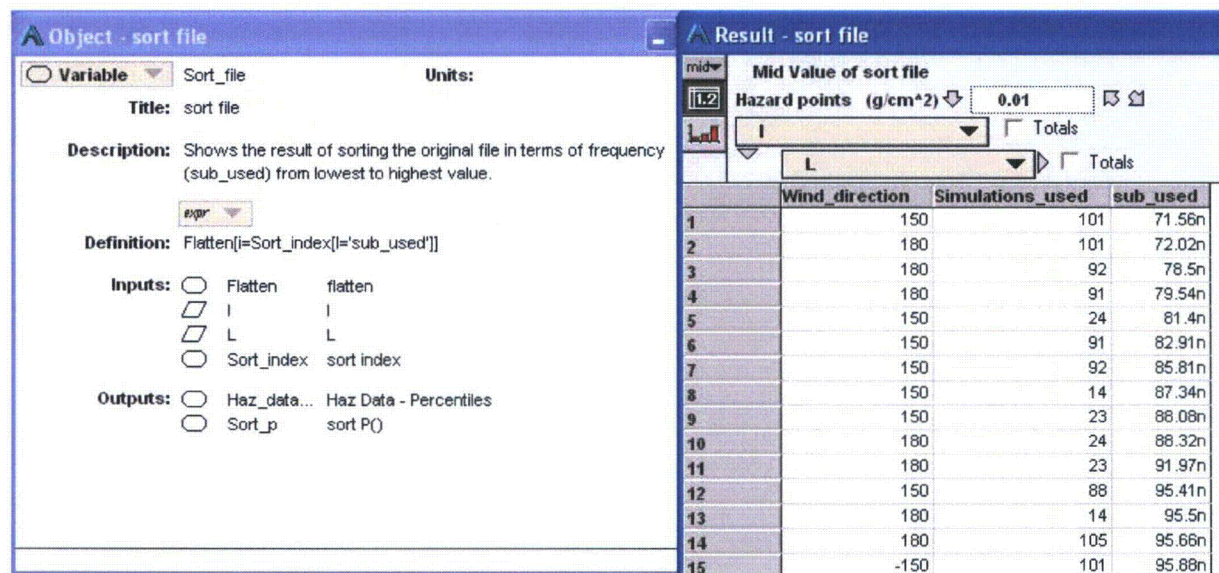 Object - sort file
Variable Sort_file Units:
Title: sort file
Description: Shows the result of sorting the original file in terms of frequency
(sub_used) from lowest to highest value.
expr
Definition: Flatten[i=Sort_index[l='sub_used']]
Inputs: Flatten flatten
I I
L L
Sort_index sort index
Outputs: Haz_data... Haz Data - Percentiles
Sort_p sort P()
Result - sort file
mid Mid Value of sort file
1.2 Hazard points (g/cm^2) 0.01
I Totals
L Totals
Wind_direction Simulations_used sub_used
1 150 101 71.56n
2 180 101 72.02n
3 180 92 78.5n
4 180 91 79.54n
5 150 24 81.4n
6 150 91 82.91n
7 150 92 85.81n
8 150 14 87.34n
9 150 23 88.08n
10 180 24 88.32n
11 180 23 91.97n
12 150 88 95.41n
13 180 14 95.5n
14 180 105 95.66n
15 -150 101 95.88n